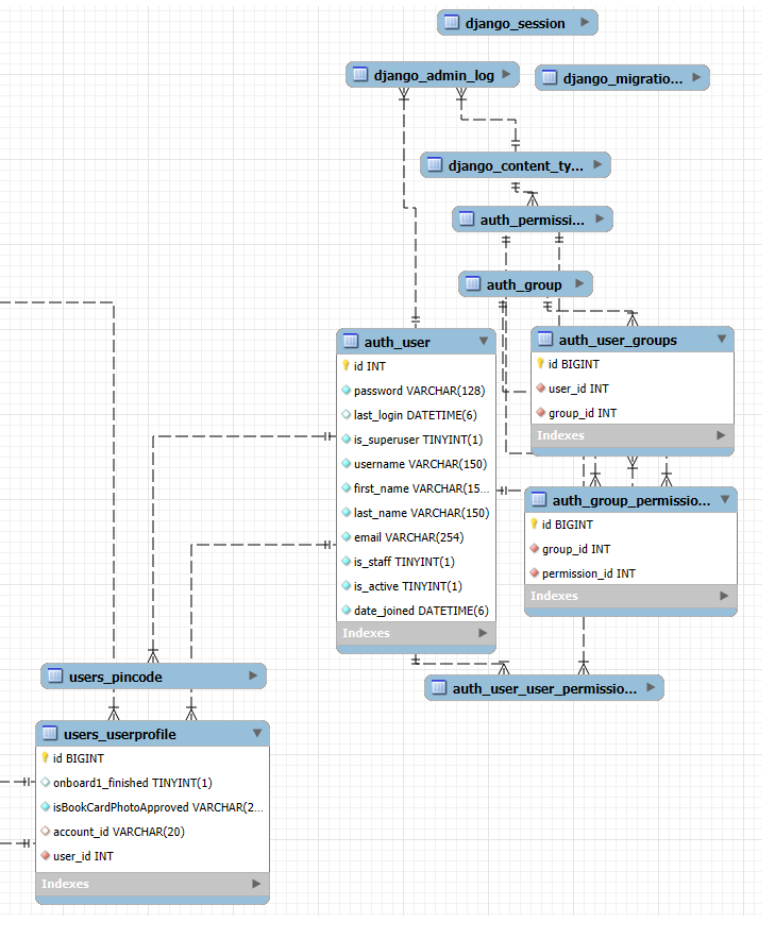 django_session
django_admin_log
django_migratio...
django_content_ty...
auth_permissi...
auth_group
auth_user
id INT
password VARCHAR(128)
last_login DATETIME(6)
is_superuser TINYINT(1)
username VARCHAR(150)
first_name VARCHAR(15...
last_name VARCHAR(150)
email VARCHAR(254)
is_staff TINYINT(1)
is_active TINYINT(1)
date_joined DATETIME(6)
Indexes
auth_user_groups
id BIGINT
user_id INT
group_id INT
Indexes
auth_group_permissio...
id BIGINT
group_id INT
permission_id INT
Indexes
users_pincode
auth_user_user_permissio...
users_userprofile
id BIGINT
onboard1_finished TINYINT(1)
isBookCardPhotoApproved VARCHAR(2...
account_id VARCHAR(20)
user_id INT
Indexes